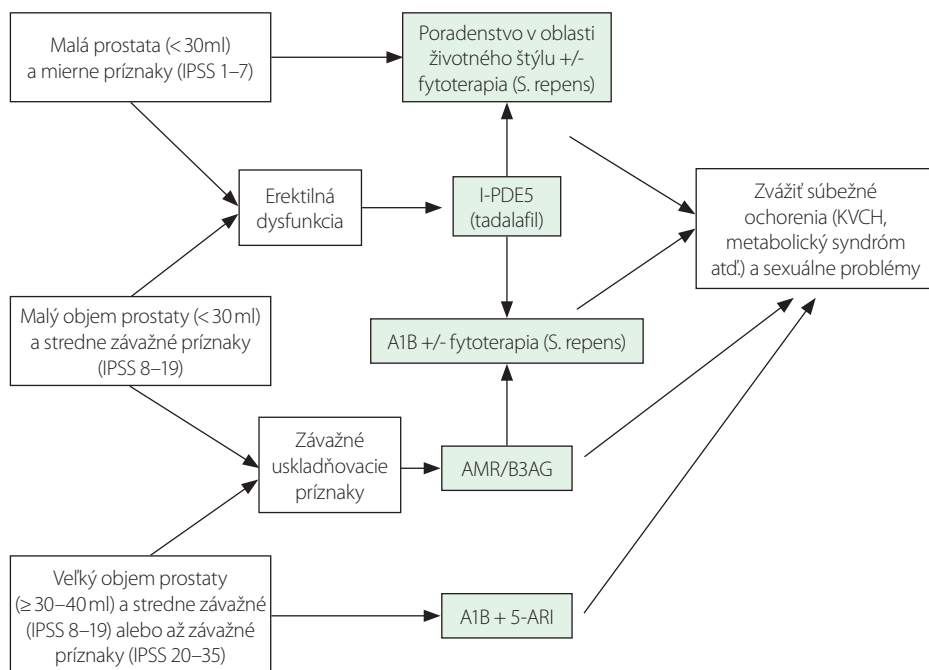 Malá prostata (< 30ml)
a mierne príznaky (IPSS 1–7)
Poradenstvo v oblasti
životného štýlu +/-
fytoterapia (S. repens)
Erektilná
dysfunkcia
I-PDE5
(tadalafil)
Zvážiť súbežné
ochorenia (KVCH,
metabolický syndróm
atď.) a sexuálne problémy
Malý objem prostaty (< 30 ml)
a stredne závažné príznaky
(IPSS 8–19)
A1B +/- fytoterapia (S. repens)
Závažné
uskladňovacie
príznaky
AMR/B3AG
Veľký objem prostaty
(≥ 30–40 ml) a stredne závažné
(IPSS 8–19) alebo až závažné
príznaky (IPSS 20–35)
A1B + 5-ARI